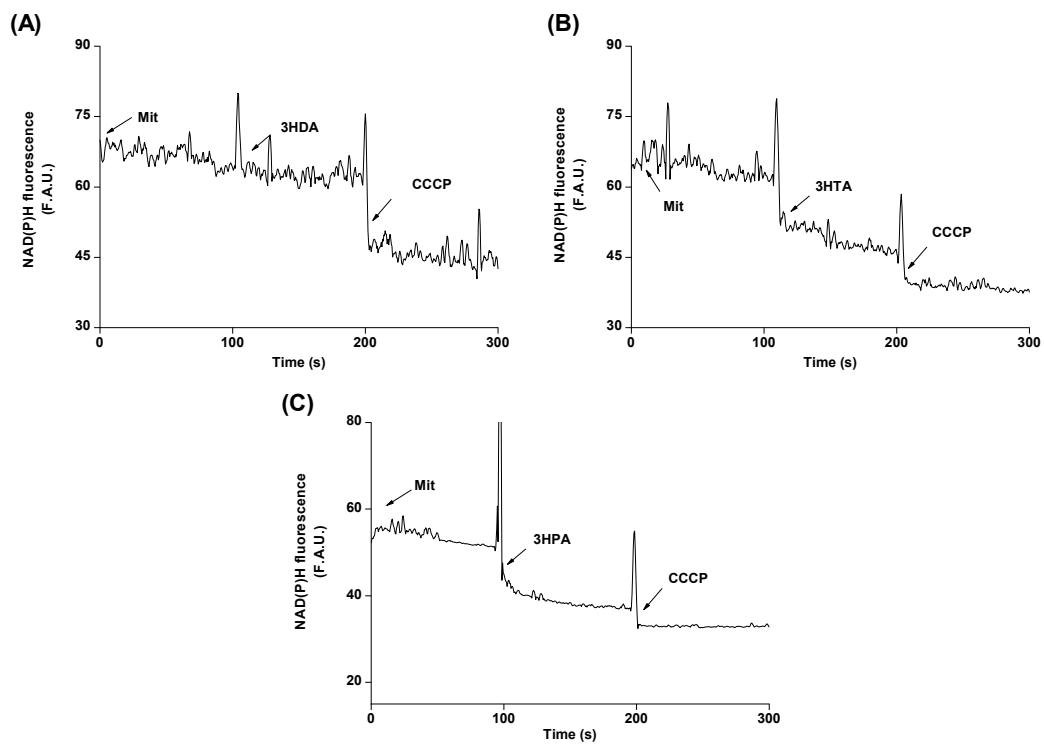 (A)
90
75
60
45
30
NAD(P)H fluorescence
(F.A.U.)
Mit
3HDA
CCCP
0
100
200
300
Time (s)
(B)
90
75
60
45
30
NAD(P)H fluorescence
(F.A.U.)
Mit
3HTA
CCCP
0
100
200
300
Time (s)
(C)
80
60
40
20
NAD(P)H fluorescence
(F.A.U.)
Mit
3HPA
CCCP
0
100
200
300
Time (s)